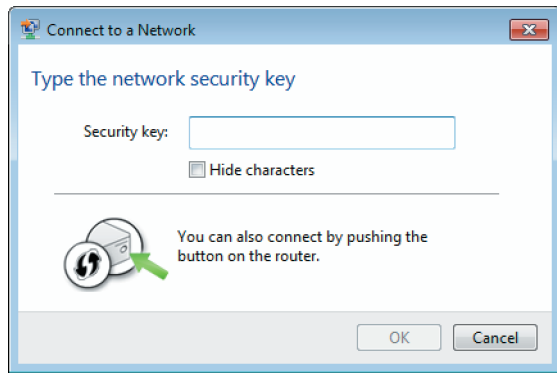 Connect to a Network
Type the network security key
Security key:
Hide characters
You can also connect by pushing the
button on the router.
OK
Cancel